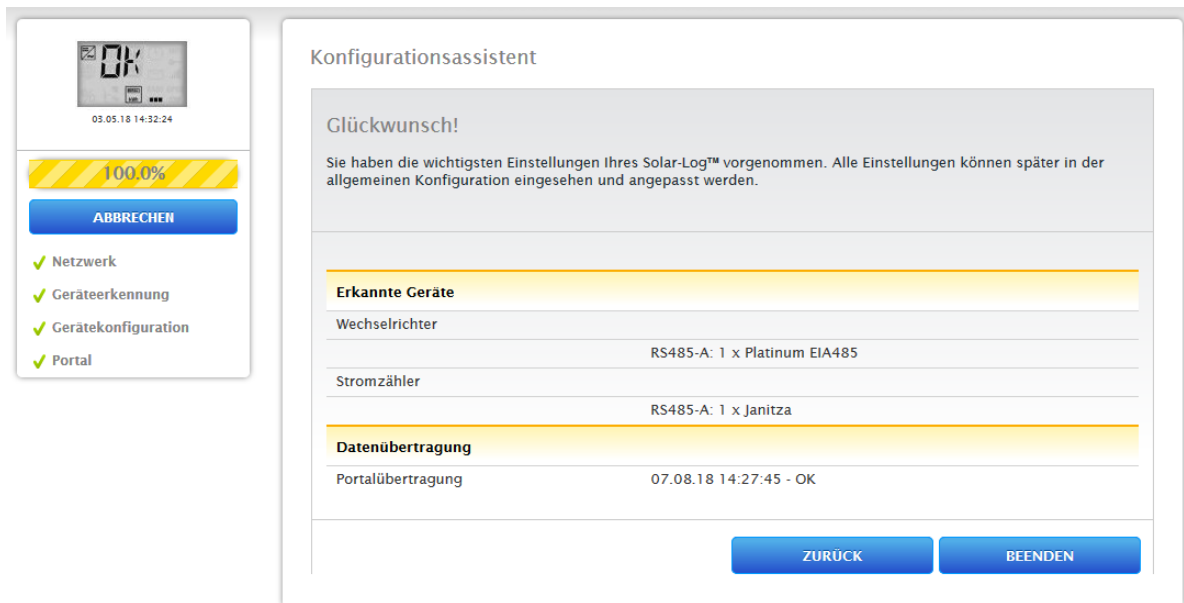 OK
03.05.18 14:32:24
100.0%
ABBRECHEN
Netzwerk
Geräteerkennung
Gerätekonfiguration
Portal
Konfigurationsassistent
Glückwunsch!
Sie haben die wichtigsten Einstellungen Ihres Solar-Log™ vorgenommen. Alle Einstellungen können später in der
allgemeinen Konfiguration eingesehen und angepasst werden.
Erkannte Geräte
Wechselrichter
RS485-A: 1 x Platinum EIA485
Stromzähler
RS485-A: 1 x Janitza
Datenübertragung
Portalübertragung 07.08.18 14:27:45 - OK
ZURÜCK BEENDEN